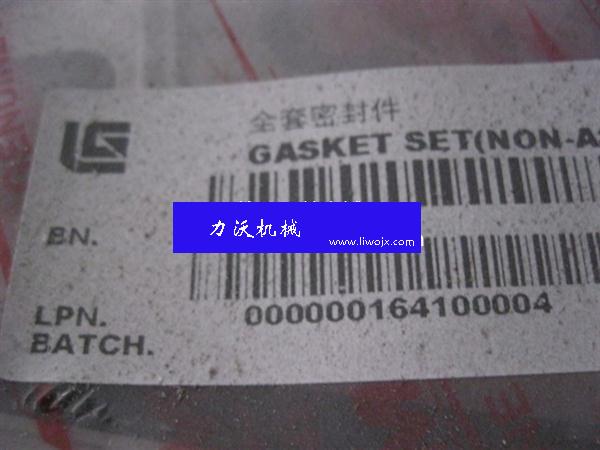 全套密封件
GASKET SET(NON-A
BN.
力沃机械
www.liwojx.com
LPN.
000000164100004
BATCH.